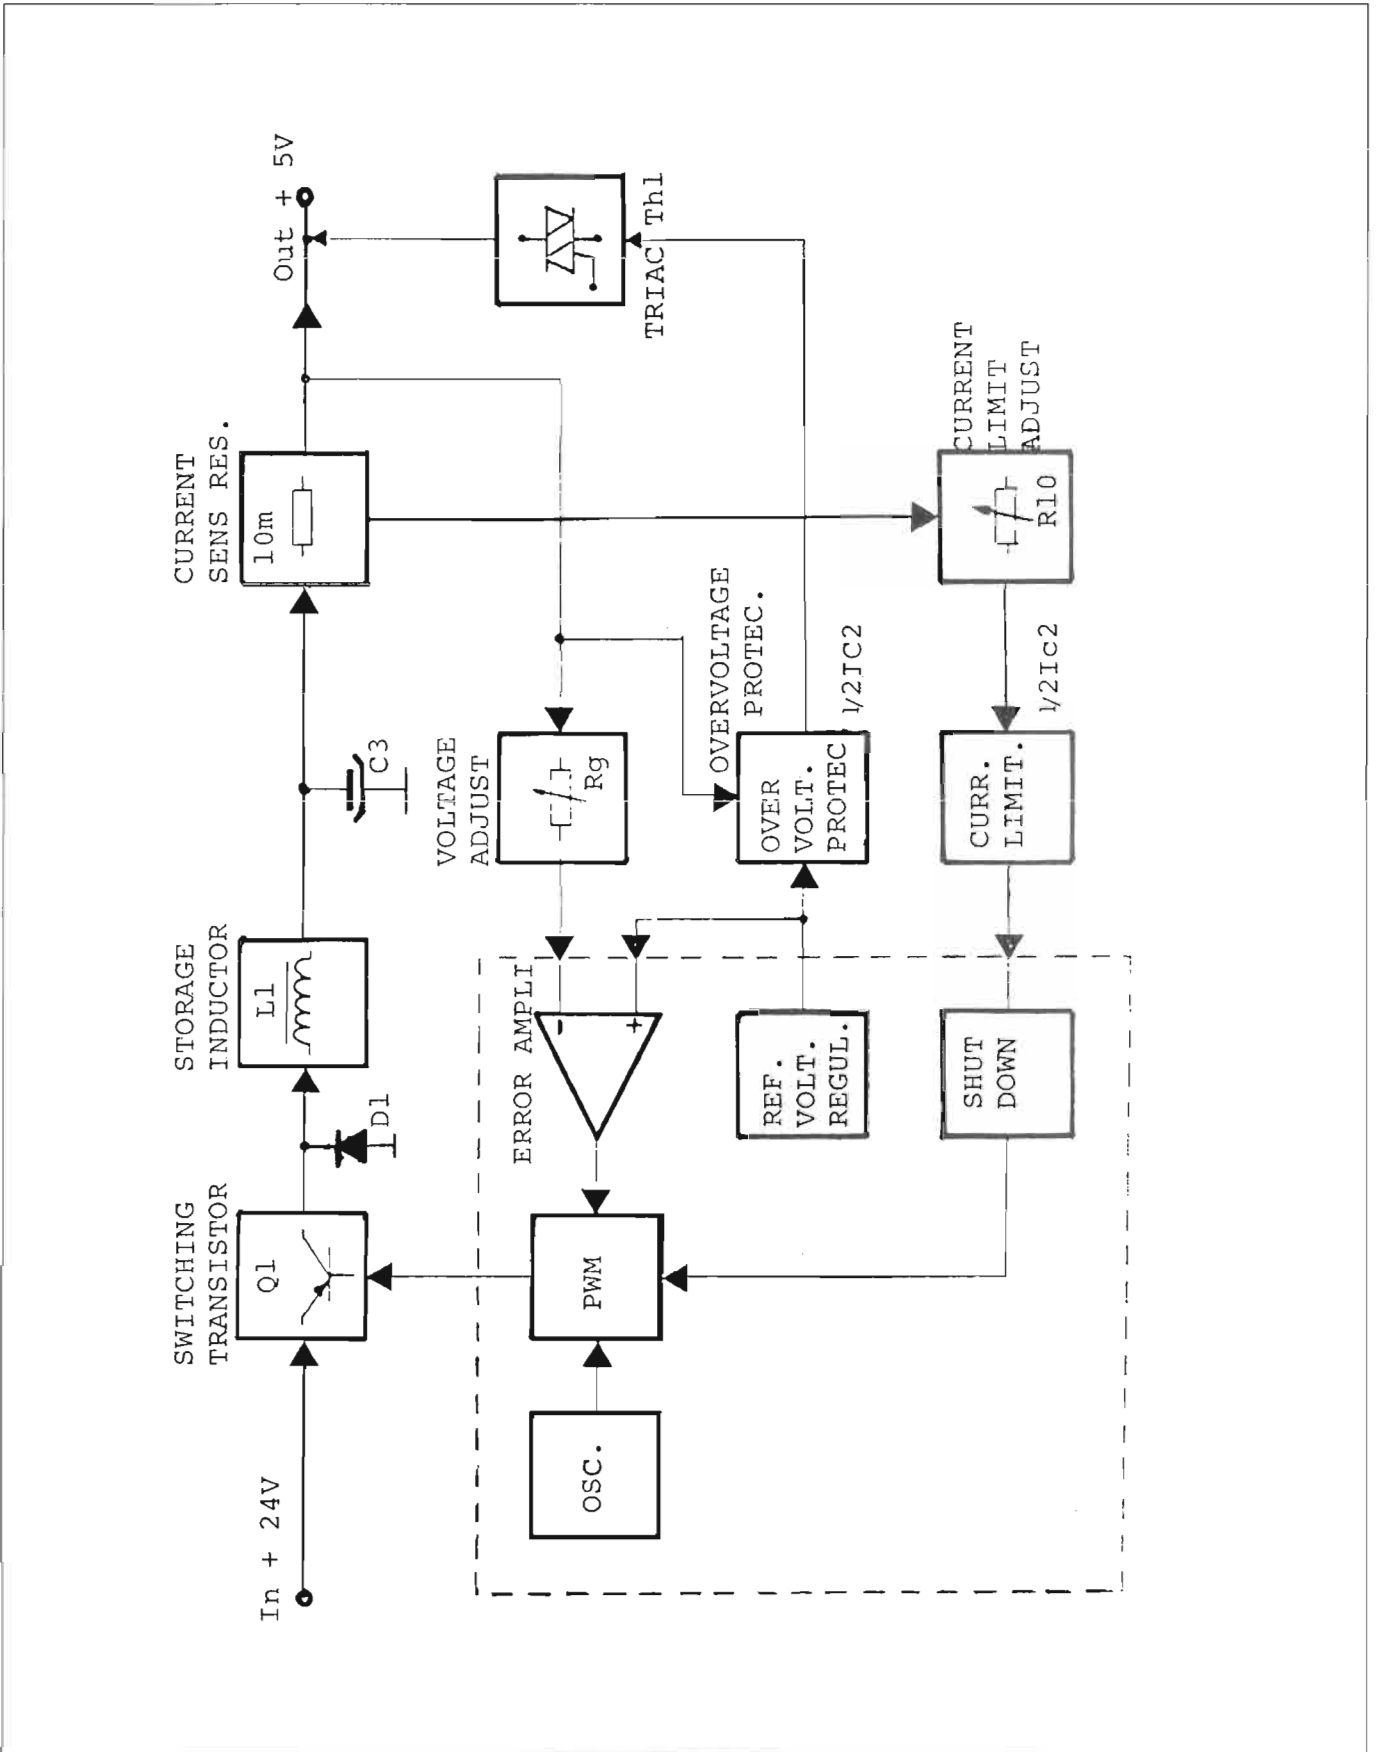 In + 24V
SWITCHING
TRANSISTOR
Q1
D1
STORAGE
INDUCTOR
L1
C3
CURRENT
SENS RES.
10m
Out + 5V
TRIAC Th1
VOLTAGE
ADJUST
Rg
OVERVOLTAGE
PROTEC.
OVER
VOLT.
PROTEC
1/2IC2
CURRENT
LIMIT
ADJUST
R10
CURR.
LIMIT.
1/2Ic2
ERROR AMPLI
-
+
REF.
VOLT.
REGUL.
SHUT
DOWN
PWM
OSC.